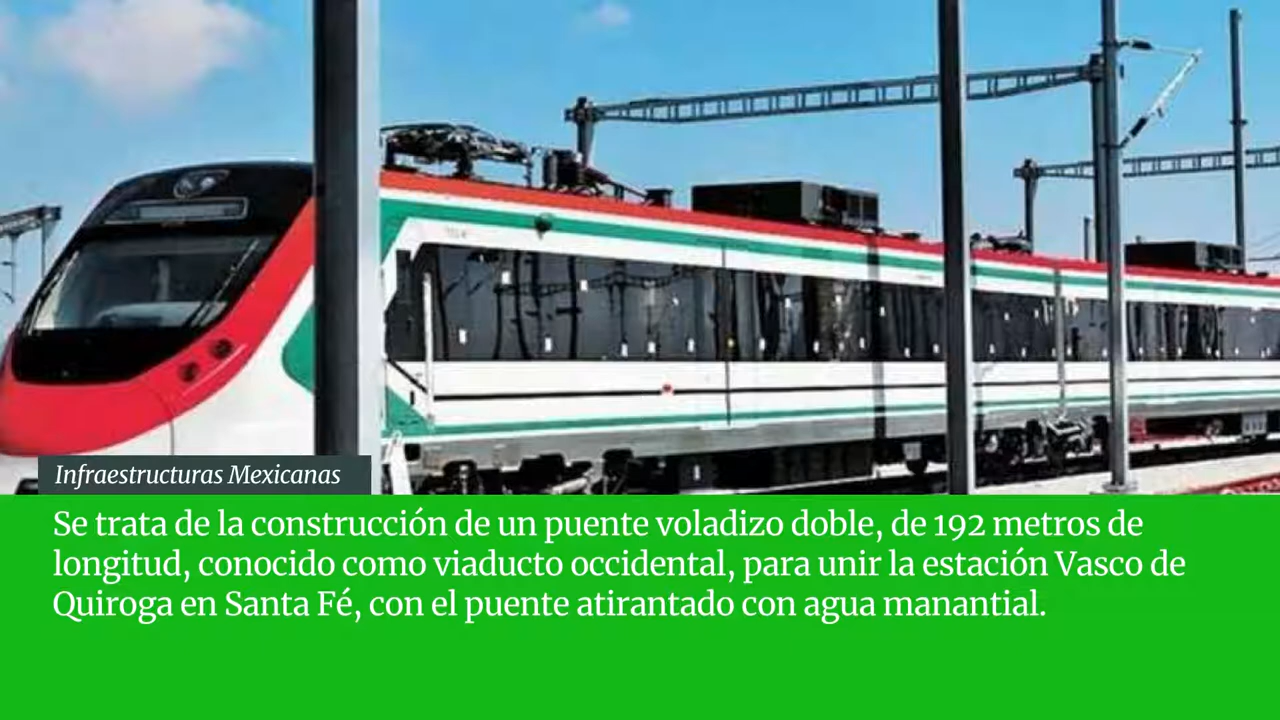 Infraestructuras Mexicanas
Se trata de la construcción de un puente voladizo doble, de 192 metros de
longitud, conocido como viaducto occidental, para unir la estación Vasco de
Quiroga en Santa Fé, con el puente atirantado con agua manantial.